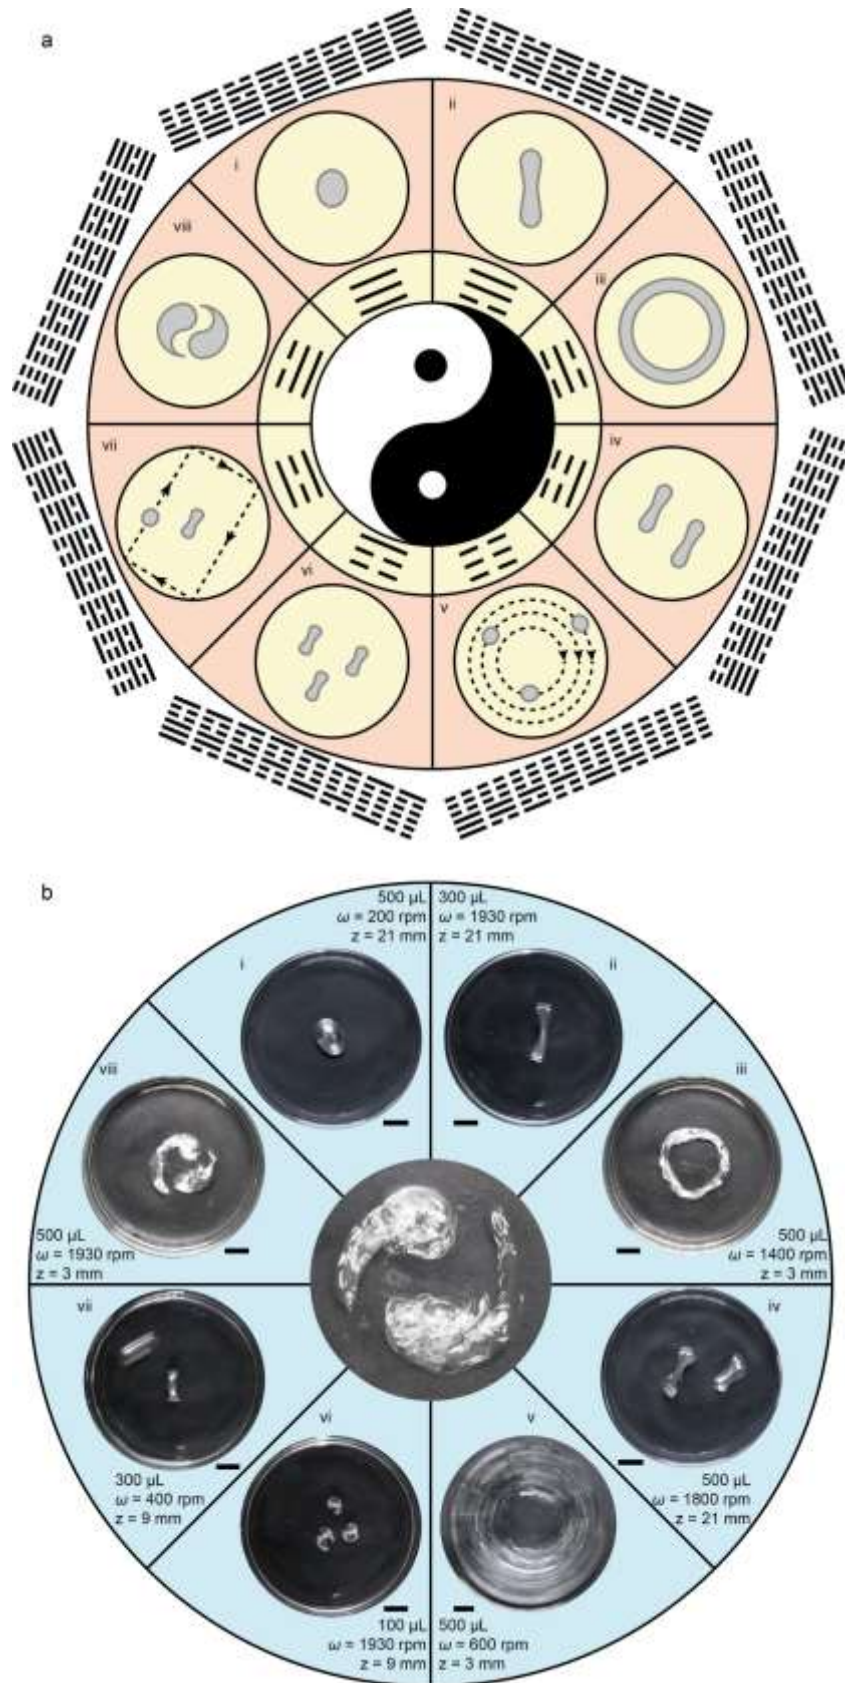 a
i
ii
viii
iii
vii
iv
vi
v
b
500 µL
ω = 200 rpm
z = 21 mm
i
300 µL
ω = 1930 rpm
z = 21 mm
ii
viii
500 µL
ω = 1930 rpm
z = 3 mm
iii
500 µL
ω = 1400 rpm
z = 3 mm
vii
300 µL
ω = 400 rpm
z = 9 mm
iv
500 µL
ω = 1800 rpm
z = 21 mm
vi
100 µL
ω = 1930 rpm
z = 9 mm
v
500 µL
ω = 600 rpm
z = 3 mm